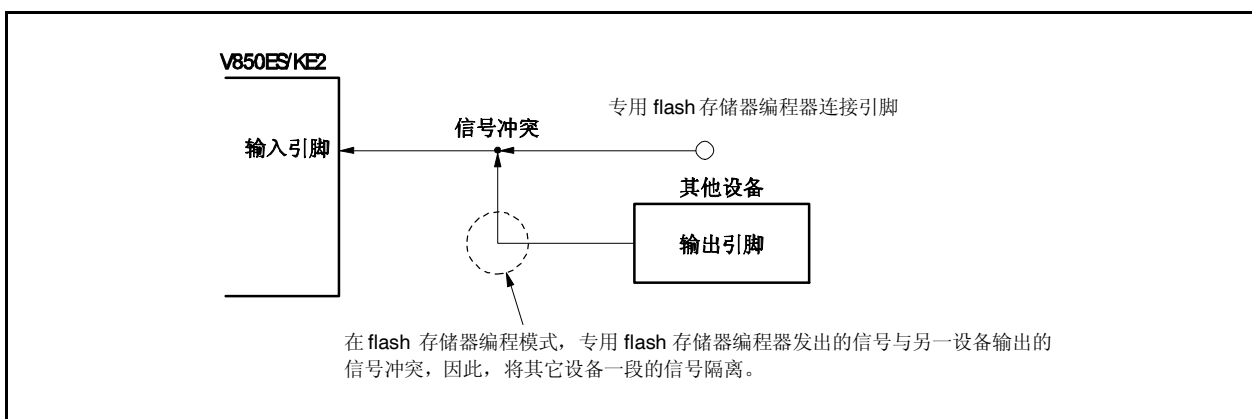 V850ES/KE2
专用 flash 存储器编程器连接引脚
信号冲突
输入引脚
其他设备
输出引脚
在 flash 存储器编程模式，专用 flash 存储器编程器发出的信号与另一设备输出的
信号冲突，因此，将其它设备一段的信号隔离。